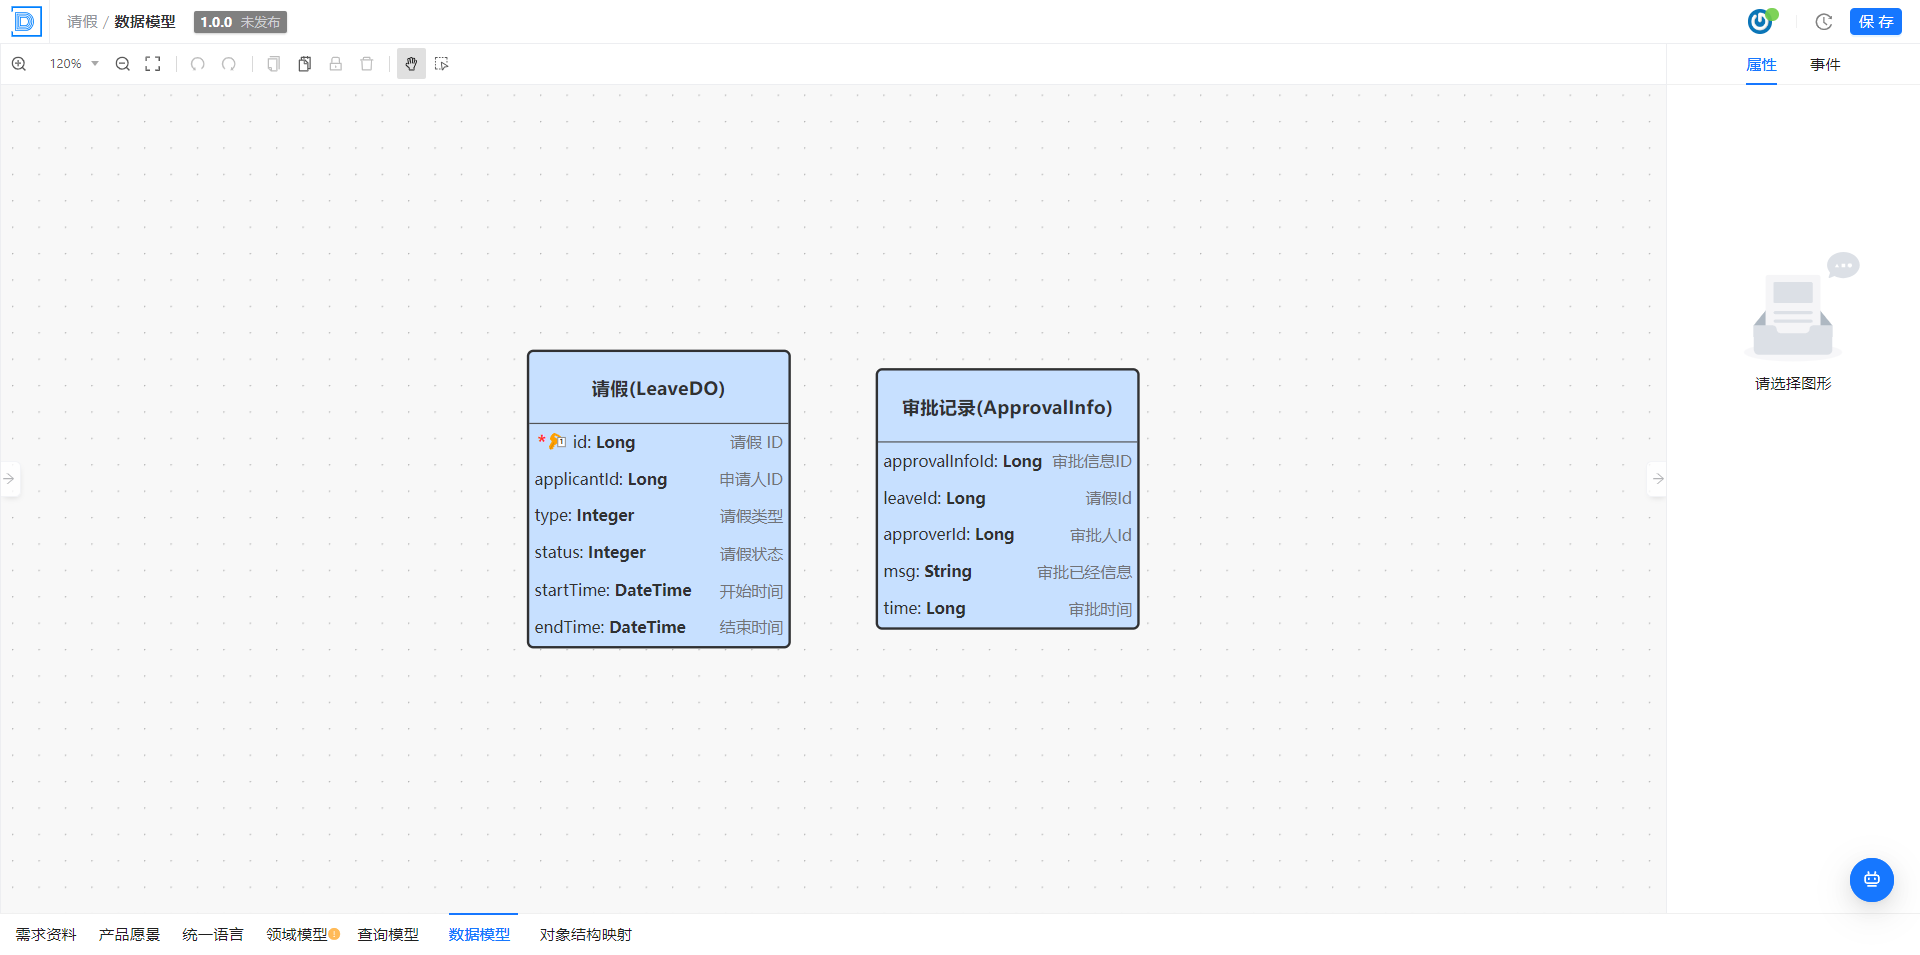 请假 / 数据模型 1.0.0 未发布
保 存
120%
属性 事件
请假(LeaveDO)
* id: Long 请假 ID
applicantId: Long 申请人ID
type: Integer 请假类型
status: Integer 请假状态
startTime: DateTime 开始时间
endTime: DateTime 结束时间
审批记录(ApprovalInfo)
approvalInfoId: Long 审批信息ID
leaveId: Long 请假Id
approverId: Long 审批人Id
msg: String 审批已经信息
time: Long 审批时间
请选择图形
需求资料 产品愿景 统一语言 领域模型 查询模型 数据模型 对象结构映射